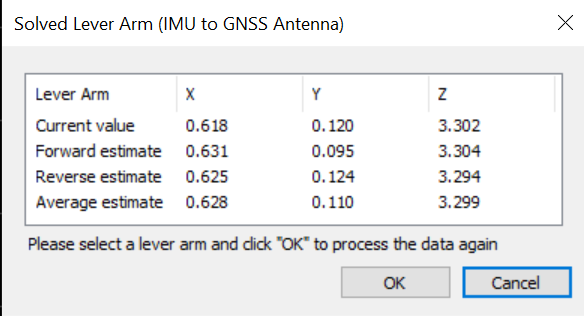 Solved Lever Arm (IMU to GNSS Antenna)
Lever Arm X Y Z
Current value 0.618 0.120 3.302
Forward estimate 0.631 0.095 3.304
Reverse estimate 0.625 0.124 3.294
Average estimate 0.628 0.110 3.299
Please select a lever arm and click "OK" to process the data again
OK Cancel